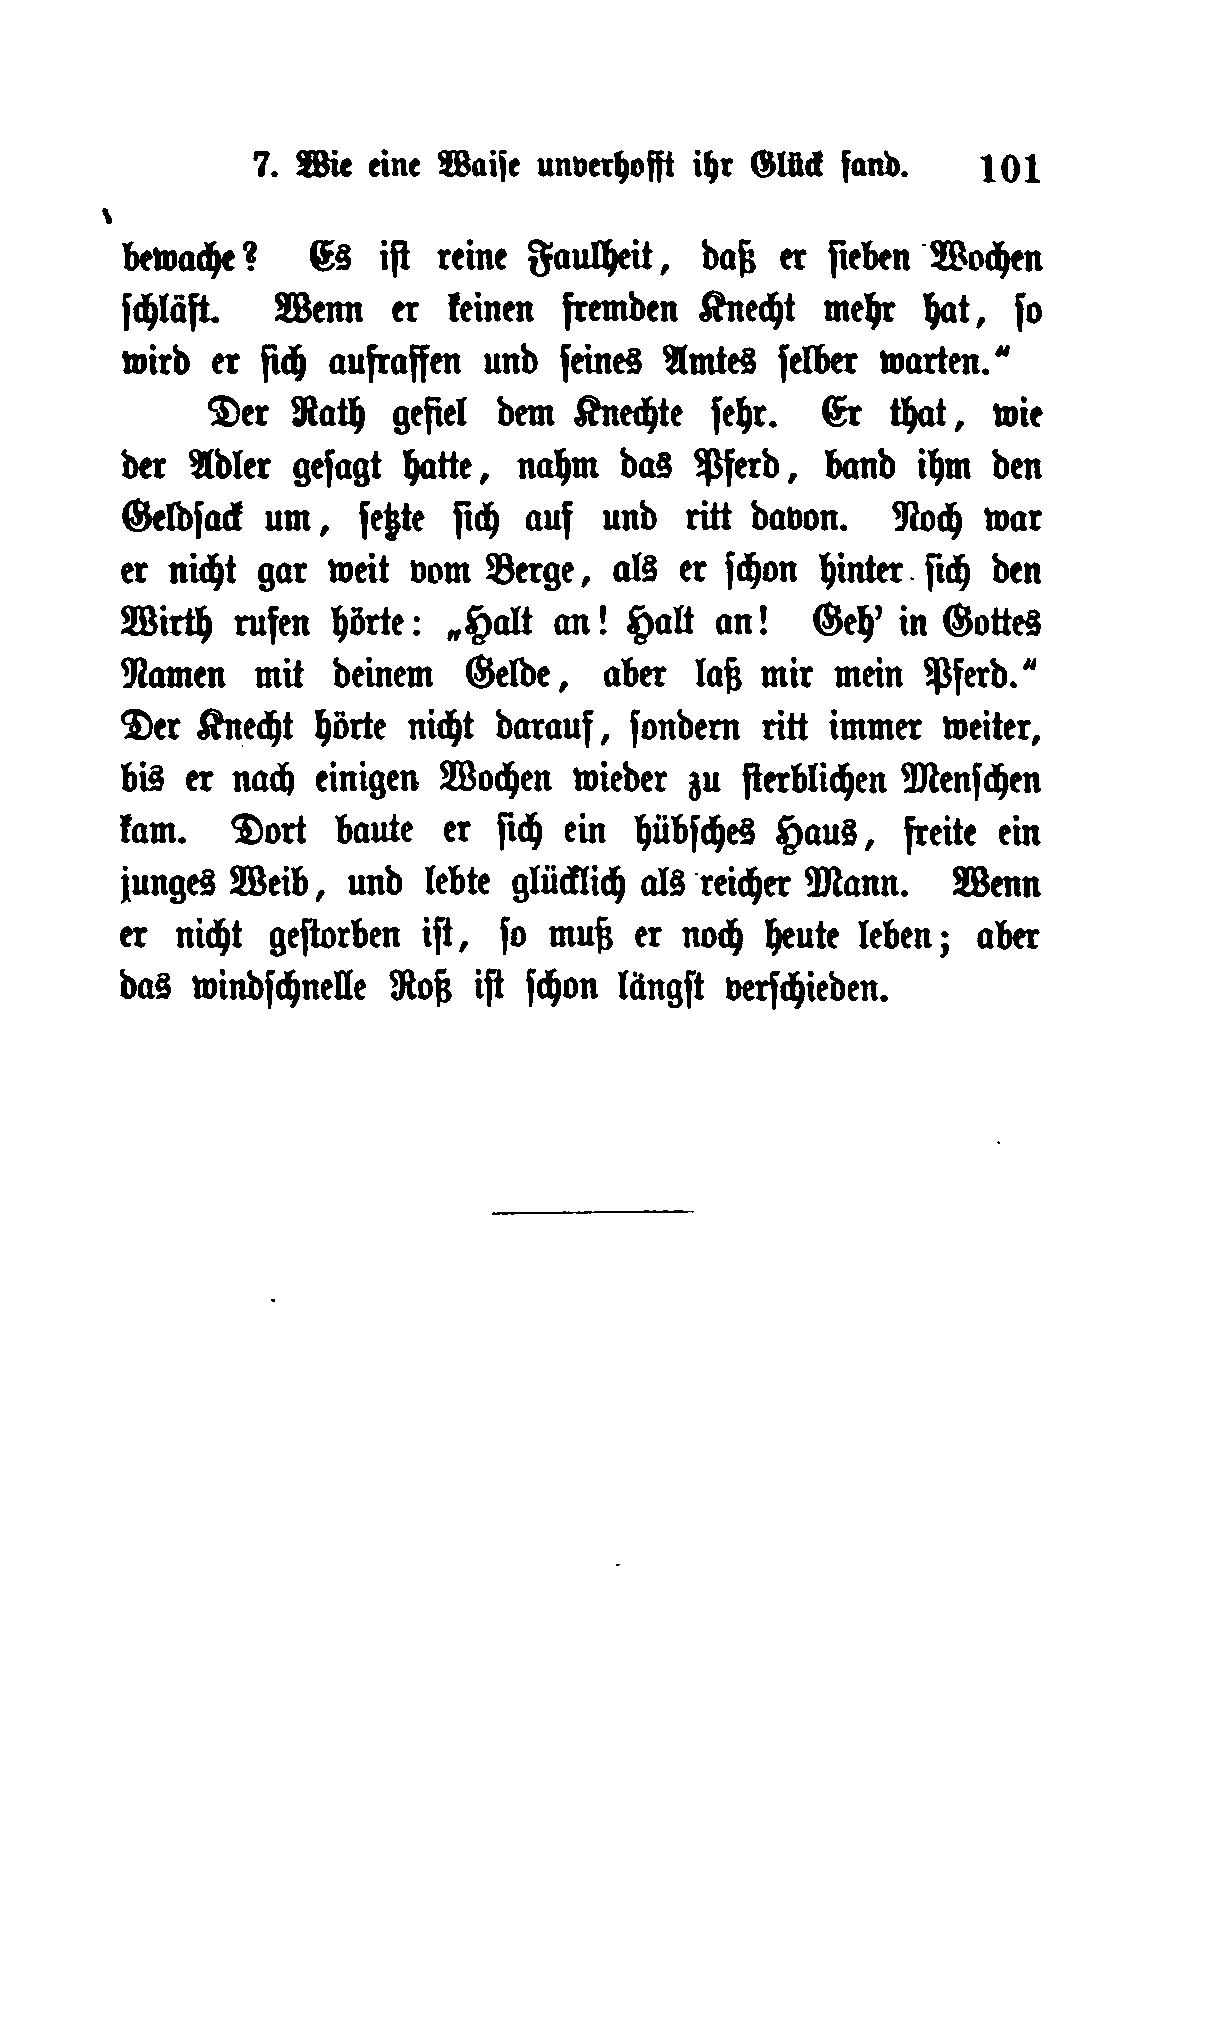 7. Wie eine Waise unverhofft ihr Glück fand. 101
bewache? Es ist reine Faulheit, daß er sieben Wochen
schläft. Wenn er keinen fremden Knecht mehr hat, so
wird er sich aufraffen und seines Amtes selber warten.“
Der Rath gefiel dem Knechte sehr. Er that, wie
der Adler gesagt hatte, nahm das Pferd, band ihm den
Geldsack um, setzte sich auf und ritt davon. Noch war
er nicht gar weit vom Berge, als er schon hinter sich den
Wirth rufen hörte: „Halt an! Halt an! Geh’ in Gottes
Namen mit deinem Gelde, aber laß mir mein Pferd.“
Der Knecht hörte nicht darauf, sondern ritt immer weiter,
bis er nach einigen Wochen wieder zu sterblichen Menschen
kam. Dort baute er sich ein hübsches Haus, freite ein
junges Weib, und lebte glücklich als reicher Mann. Wenn
er nicht gestorben ist, so muß er noch heute leben; aber
das windschnelle Roß ist schon längst verschieden.